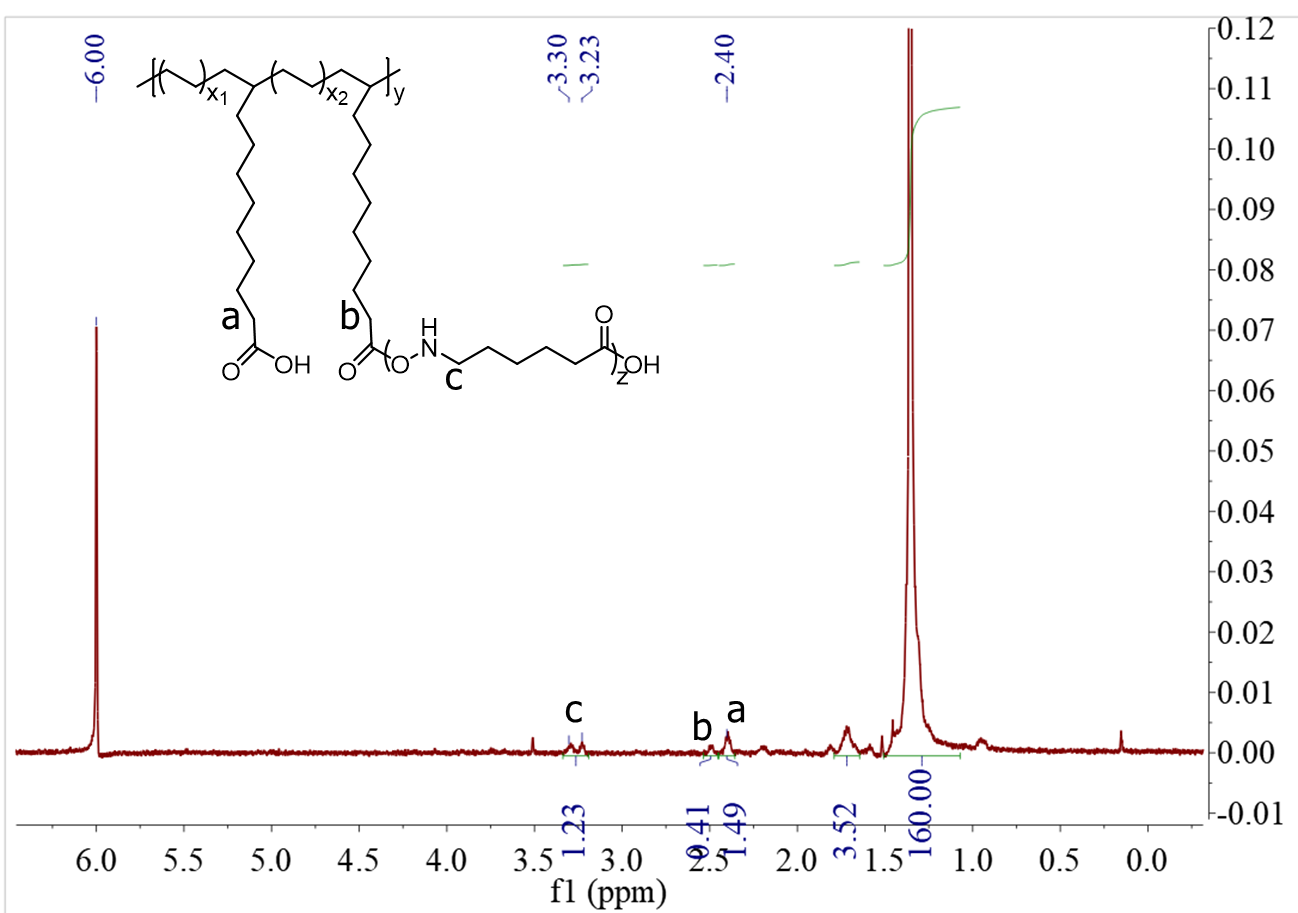 6.00
3.30
3.23
2.40
x1
x2
y
a
b
O
OH
O
O
H
N
c
O
z
OH
c
b
a
1.23
0.41
1.49
3.52
160.00
0.12
0.11
0.10
0.09
0.08
0.07
0.06
0.05
0.04
0.03
0.02
0.01
0.00
-0.01
6.0 5.5 5.0 4.5 4.0 3.5 3.0 2.5 2.0 1.5 1.0 0.5 0.0
f1 (ppm)